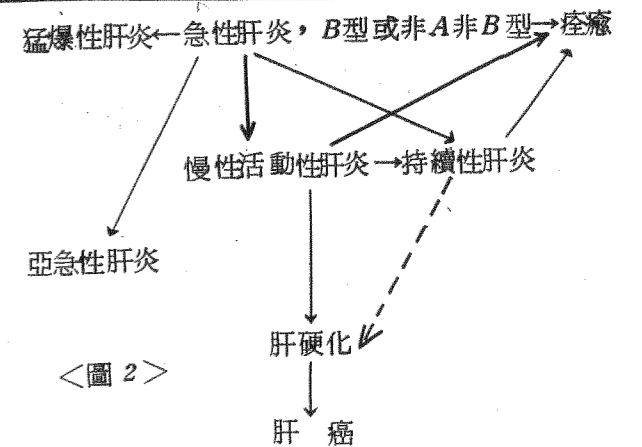 猛爆性肝炎←急性肝炎，B型或非A非B型→痊癒
慢性活動性肝炎→持續性肝炎
亞急性肝炎
肝硬化
＜圖 2＞
肝 癌